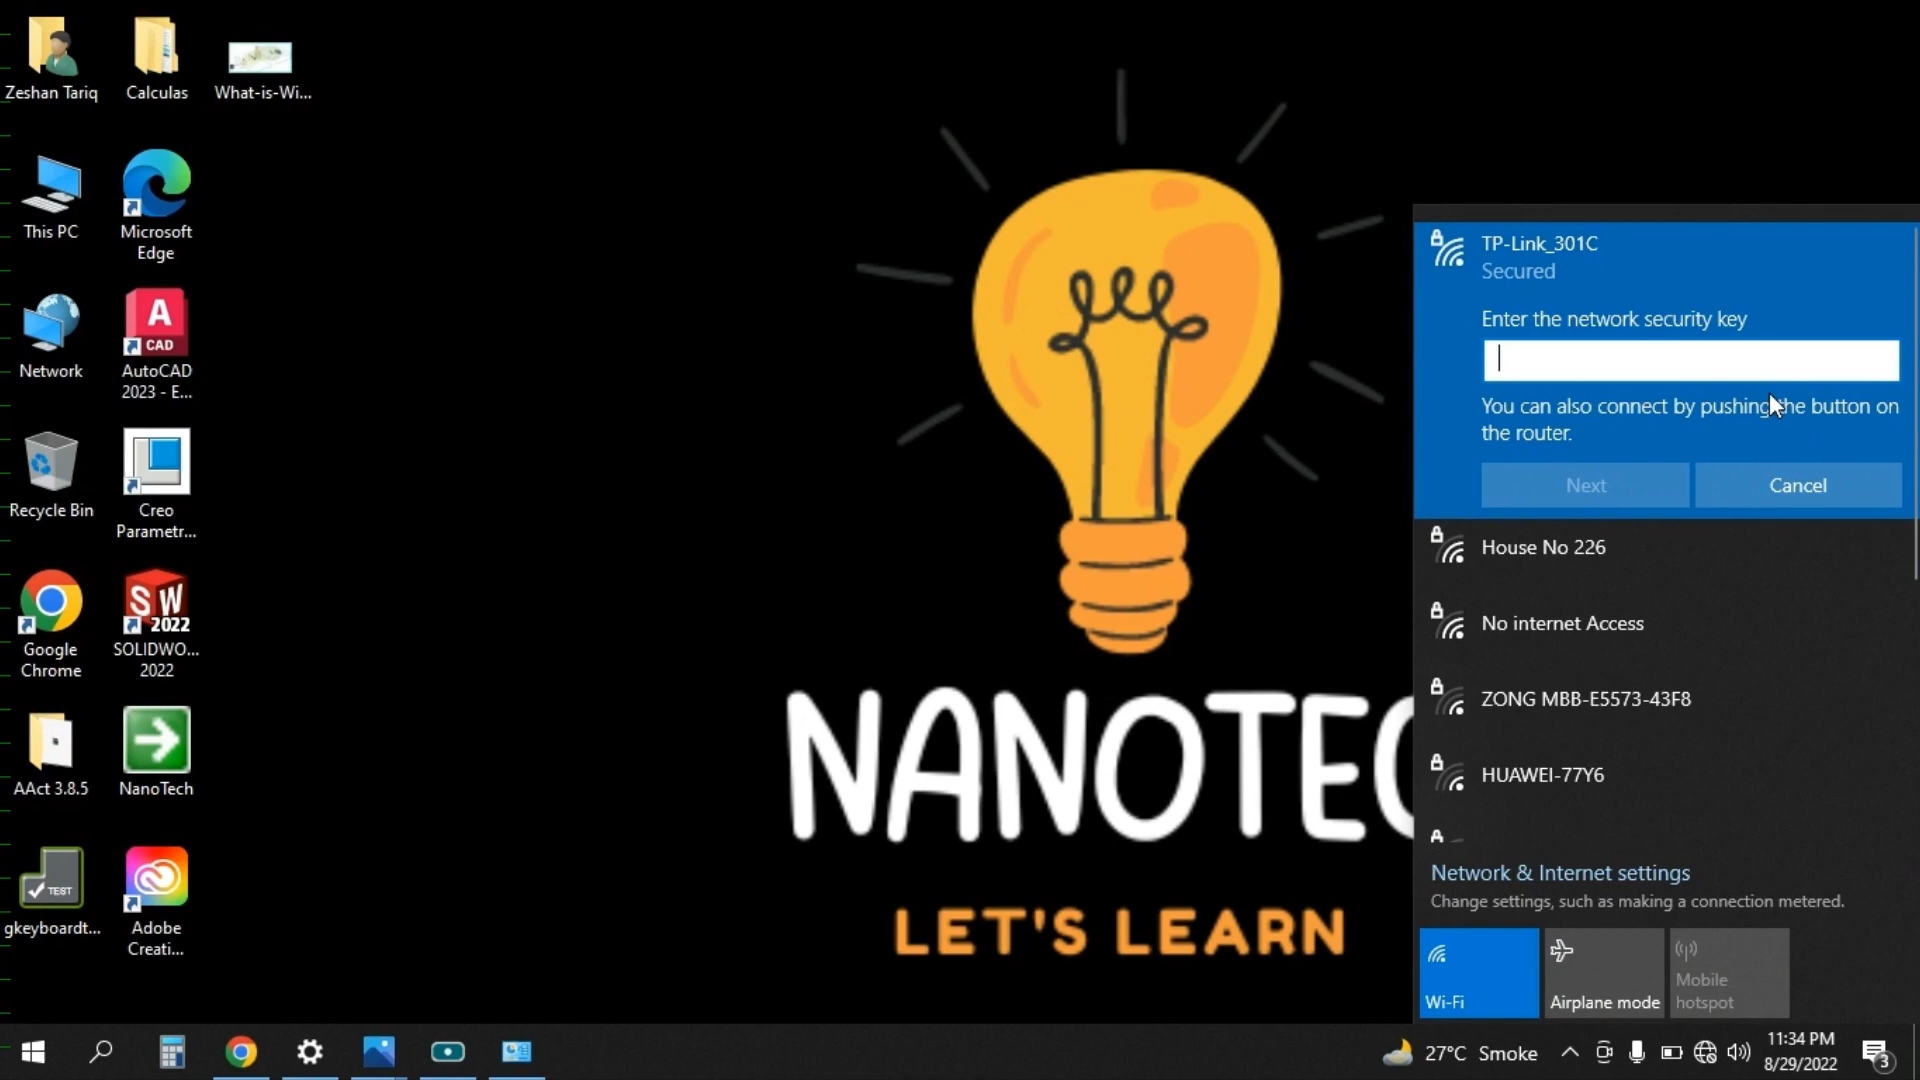 Zeshan Tariq
Calculas
What-is-Wi...
This PC
Microsoft
Edge
Network
A
CAD
AutoCAD
2023 - E...
Recycle Bin
Creo
Parametr...
Google
Chrome
SW
2022
SOLIDWO...
2022
AAct 3.8.5
NanoTech
TEST
gkeyboardt...
Adobe
Creati...
NANOTEC
LET'S LEARN
TP-Link_301C
Secured
Enter the network security key
You can also connect by pushing the button on
the router.
Next
Cancel
House No 226
No internet Access
ZONG MBB-E5573-43F8
HUAWEI-77Y6
Network & Internet settings
Change settings, such as making a connection metered.
Wi-Fi
Airplane mode
Mobile
hotspot
27°C Smoke
11:34 PM
8/29/2022
3